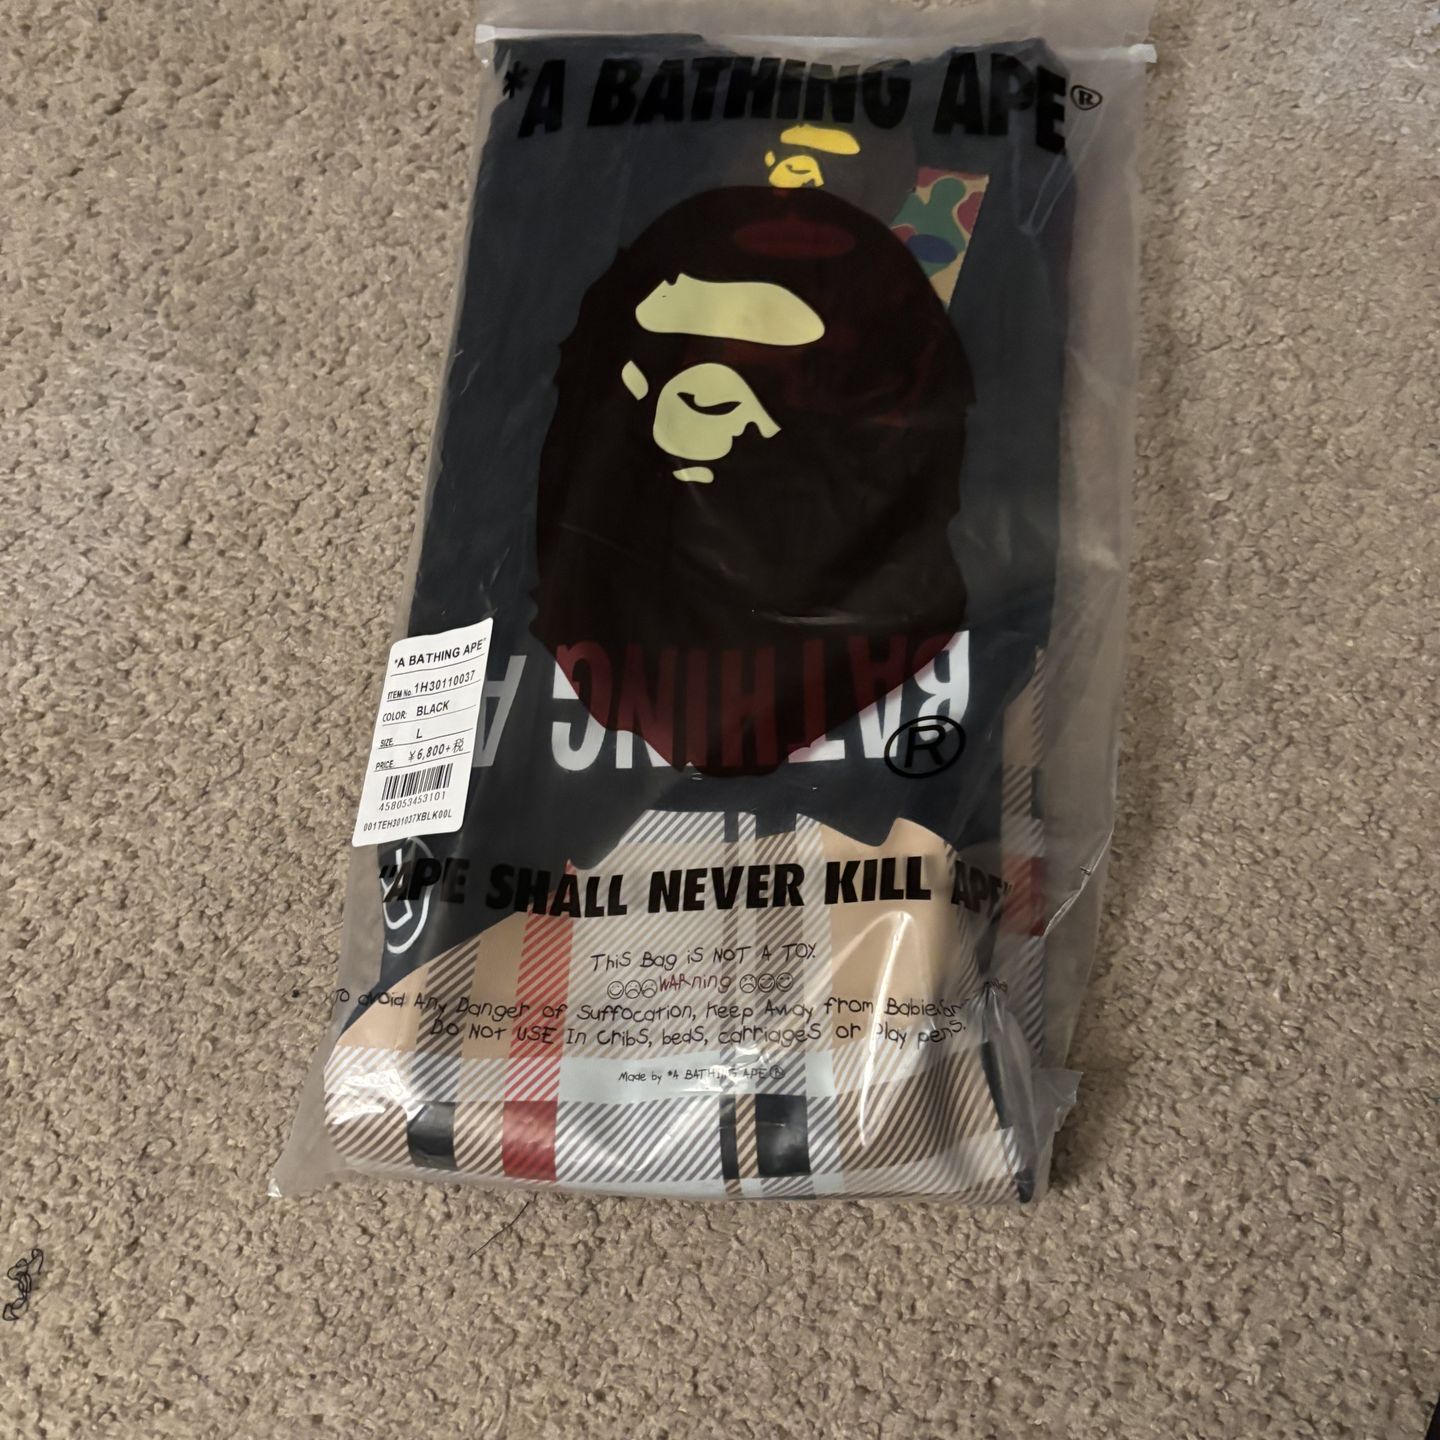 *A BATHING APE®
*A BATHING APE®
ITEM No. 1H30110037
COLOR: BLACK
SIZE: L
PRICE: ¥6,800+税
458053453101
001TEH301037XBLK00L
BATHING A
®
"APE SHALL NEVER KILL APE"
THiS Bag iS NOT A TOY.
WARning
TO avoid Any Danger of Suffocation, Keep Away from Babies
DO NOT USE In Cribs, beds, carriages or Play pens.
Made by *A BATHING APE®